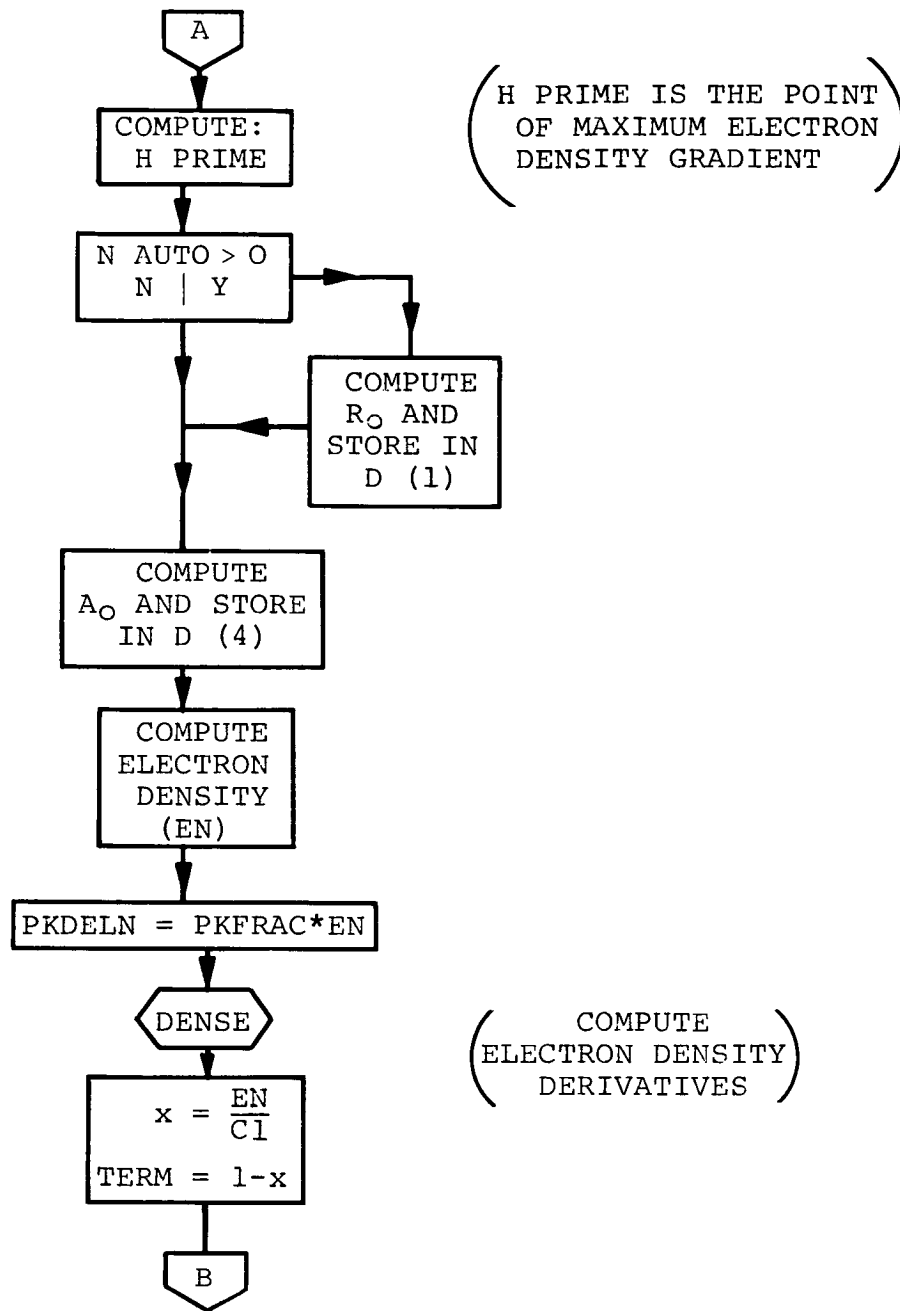 A
COMPUTE:
H PRIME
H PRIME IS THE POINT
OF MAXIMUM ELECTRON
DENSITY GRADIENT
N AUTO > O
N | Y
COMPUTE
R₀ AND
STORE IN
D (1)
COMPUTE
A₀ AND STORE
IN D (4)
COMPUTE
ELECTRON
DENSITY
(EN)
PKDELN = PKFRAC*EN
DENSE
COMPUTE
ELECTRON DENSITY
DERIVATIVES
x = EN/C1
TERM = 1-x
B